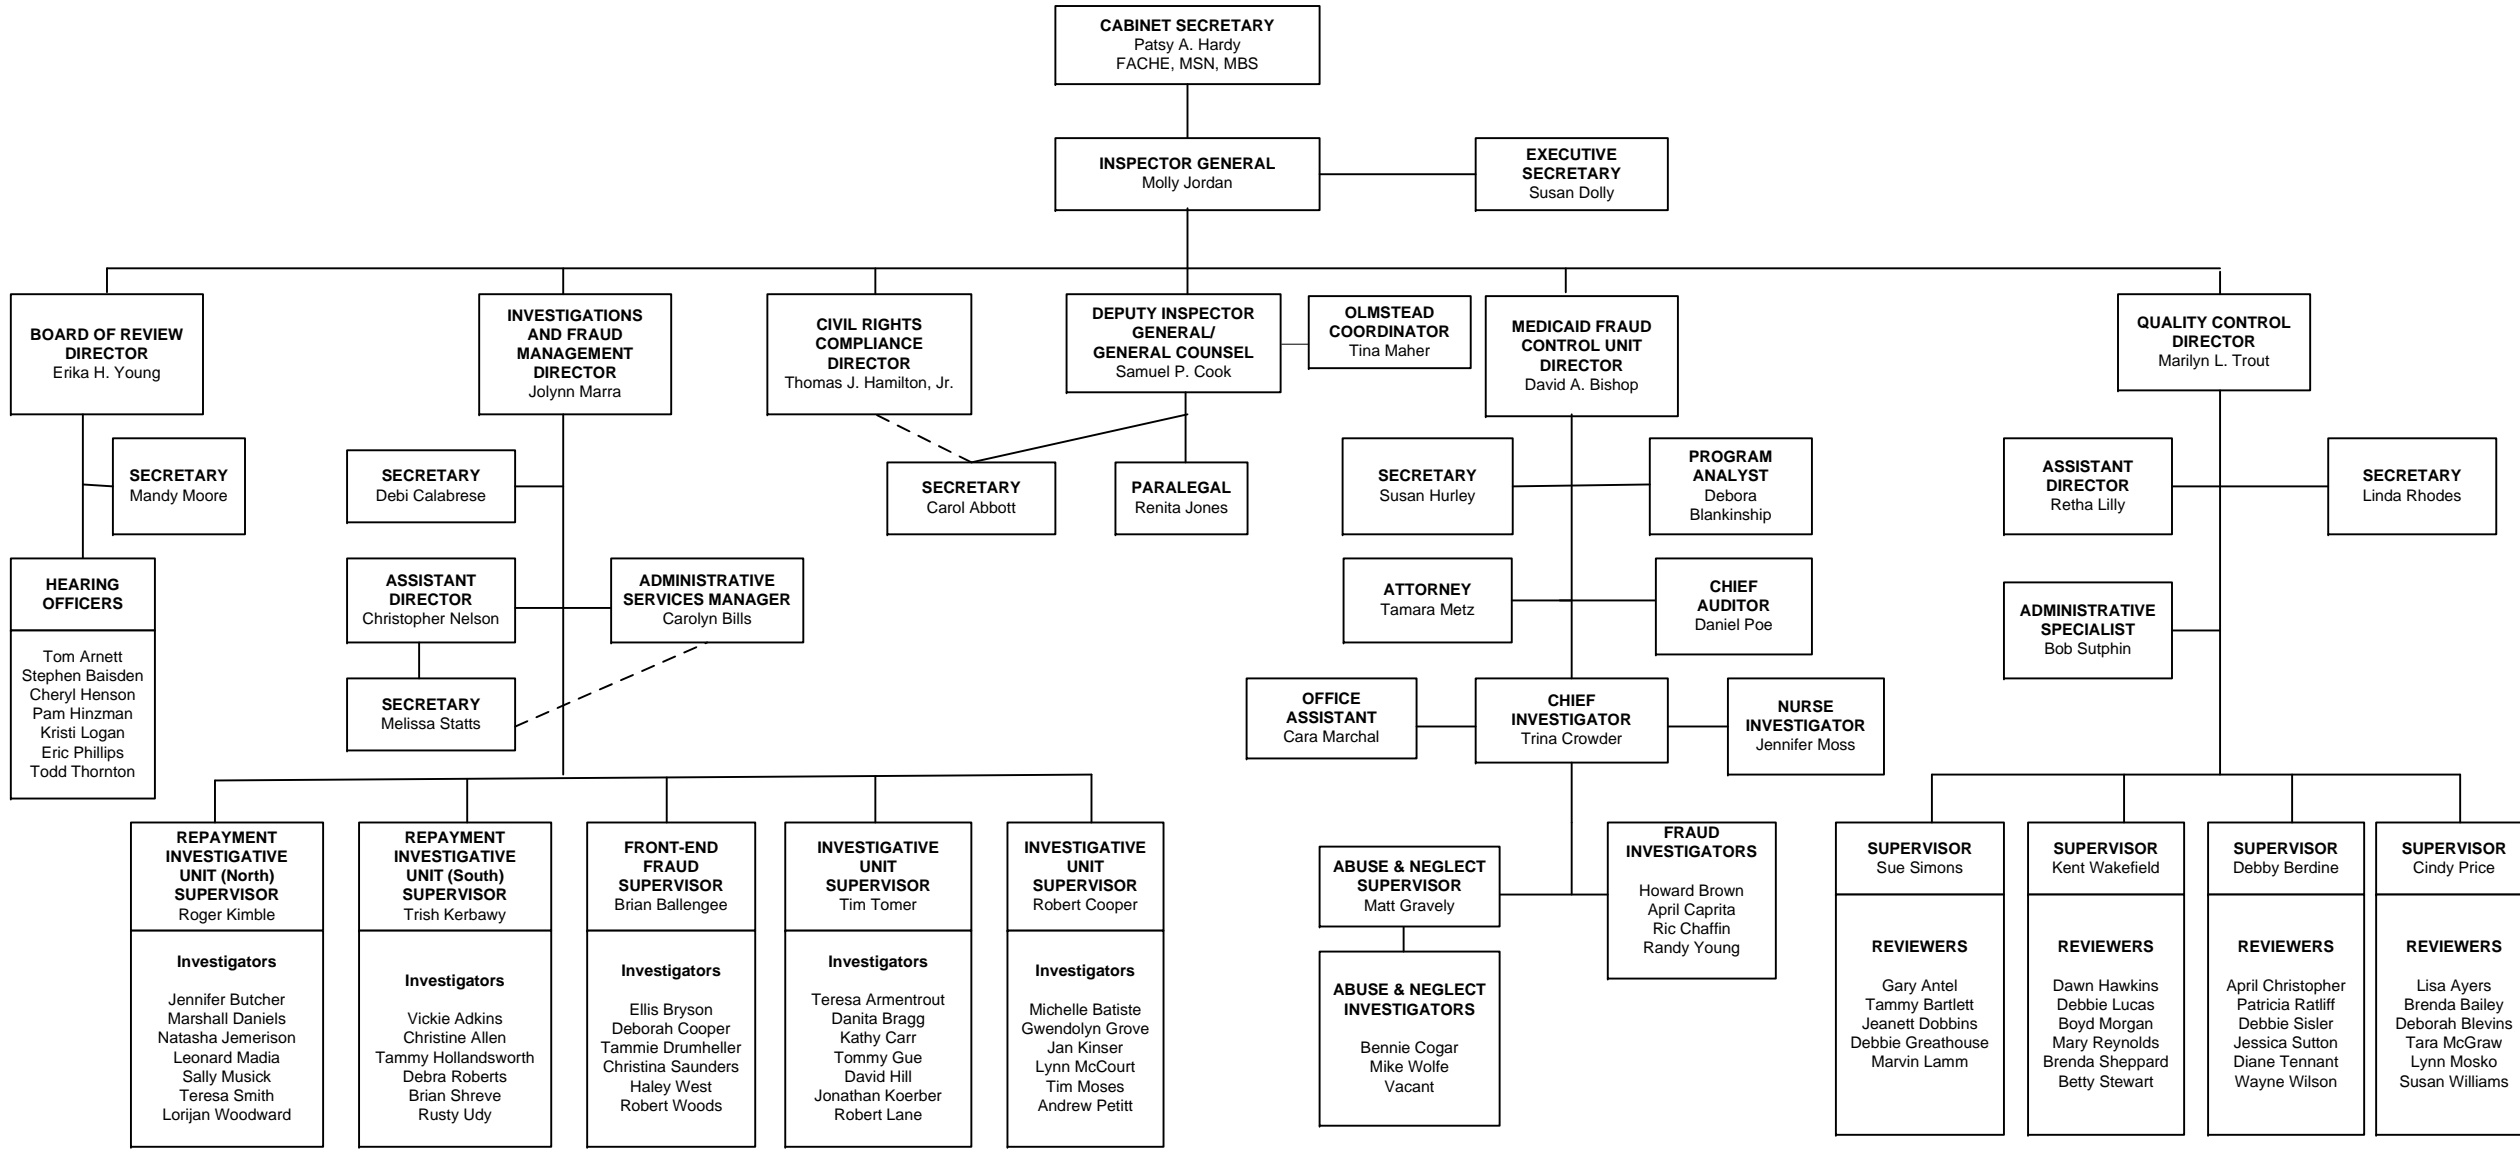 CABINET SECRETARY
Patsy A. Hardy
FACHE, MSN, MBS
INSPECTOR GENERAL
Molly Jordan
EXECUTIVE
SECRETARY
Susan Dolly
BOARD OF REVIEW
DIRECTOR
Erika H. Young
INVESTIGATIONS
AND FRAUD
MANAGEMENT
DIRECTOR
Jolynn Marra
CIVIL RIGHTS
COMPLIANCE
DIRECTOR
Thomas J. Hamilton, Jr.
DEPUTY INSPECTOR
GENERAL/
GENERAL COUNSEL
Samuel P. Cook
OLMSTEAD
COORDINATOR
Tina Maher
MEDICAID FRAUD
CONTROL UNIT
DIRECTOR
David A. Bishop
QUALITY CONTROL
DIRECTOR
Marilyn L. Trout
SECRETARY
Mandy Moore
SECRETARY
Debi Calabrese
SECRETARY
Carol Abbott
PARALEGAL
Renita Jones
SECRETARY
Susan Hurley
PROGRAM
ANALYST
Debora
Blankinship
ASSISTANT
DIRECTOR
Retha Lilly
SECRETARY
Linda Rhodes
HEARING
OFFICERS
Tom Arnett
Stephen Baisden
Cheryl Henson
Pam Hinzman
Kristi Logan
Eric Phillips
Todd Thornton
ASSISTANT
DIRECTOR
Christopher Nelson
ADMINISTRATIVE
SERVICES MANAGER
Carolyn Bills
ATTORNEY
Tamara Metz
CHIEF
AUDITOR
Daniel Poe
ADMINISTRATIVE
SPECIALIST
Bob Sutphin
SECRETARY
Melissa Statts
OFFICE
ASSISTANT
Cara Marchal
CHIEF
INVESTIGATOR
Trina Crowder
NURSE
INVESTIGATOR
Jennifer Moss
REPAYMENT
INVESTIGATIVE
UNIT (North)
SUPERVISOR
Roger Kimble
Investigators
Jennifer Butcher
Marshall Daniels
Natasha Jemerison
Leonard Madia
Sally Musick
Teresa Smith
Lorijan Woodward
REPAYMENT
INVESTIGATIVE
UNIT (South)
SUPERVISOR
Trish Kerbawy
Investigators
Vickie Adkins
Christine Allen
Tammy Hollandsworth
Debra Roberts
Brian Shreve
Rusty Udy
FRONT-END
FRAUD
SUPERVISOR
Brian Ballengee
Investigators
Ellis Bryson
Deborah Cooper
Tammie Drumheller
Christina Saunders
Haley West
Robert Woods
INVESTIGATIVE
UNIT
SUPERVISOR
Tim Tomer
Investigators
Teresa Armentrout
Danita Bragg
Kathy Carr
Tommy Gue
David Hill
Jonathan Koerber
Robert Lane
INVESTIGATIVE
UNIT
SUPERVISOR
Robert Cooper
Investigators
Michelle Batiste
Gwendolyn Grove
Jan Kinser
Lynn McCourt
Tim Moses
Andrew Petitt
ABUSE & NEGLECT
SUPERVISOR
Matt Gravely
ABUSE & NEGLECT
INVESTIGATORS
Bennie Cogar
Mike Wolfe
Vacant
FRAUD
INVESTIGATORS
Howard Brown
April Caprita
Ric Chaffin
Randy Young
SUPERVISOR
Sue Simons
REVIEWERS
Gary Antel
Tammy Bartlett
Jeanett Dobbins
Debbie Greathouse
Marvin Lamm
SUPERVISOR
Kent Wakefield
REVIEWERS
Dawn Hawkins
Debbie Lucas
Boyd Morgan
Mary Reynolds
Brenda Sheppard
Betty Stewart
SUPERVISOR
Debby Berdine
REVIEWERS
April Christopher
Patricia Ratliff
Debbie Sisler
Jessica Sutton
Diane Tennant
Wayne Wilson
SUPERVISOR
Cindy Price
REVIEWERS
Lisa Ayers
Brenda Bailey
Deborah Blevins
Tara McGraw
Lynn Mosko
Susan Williams